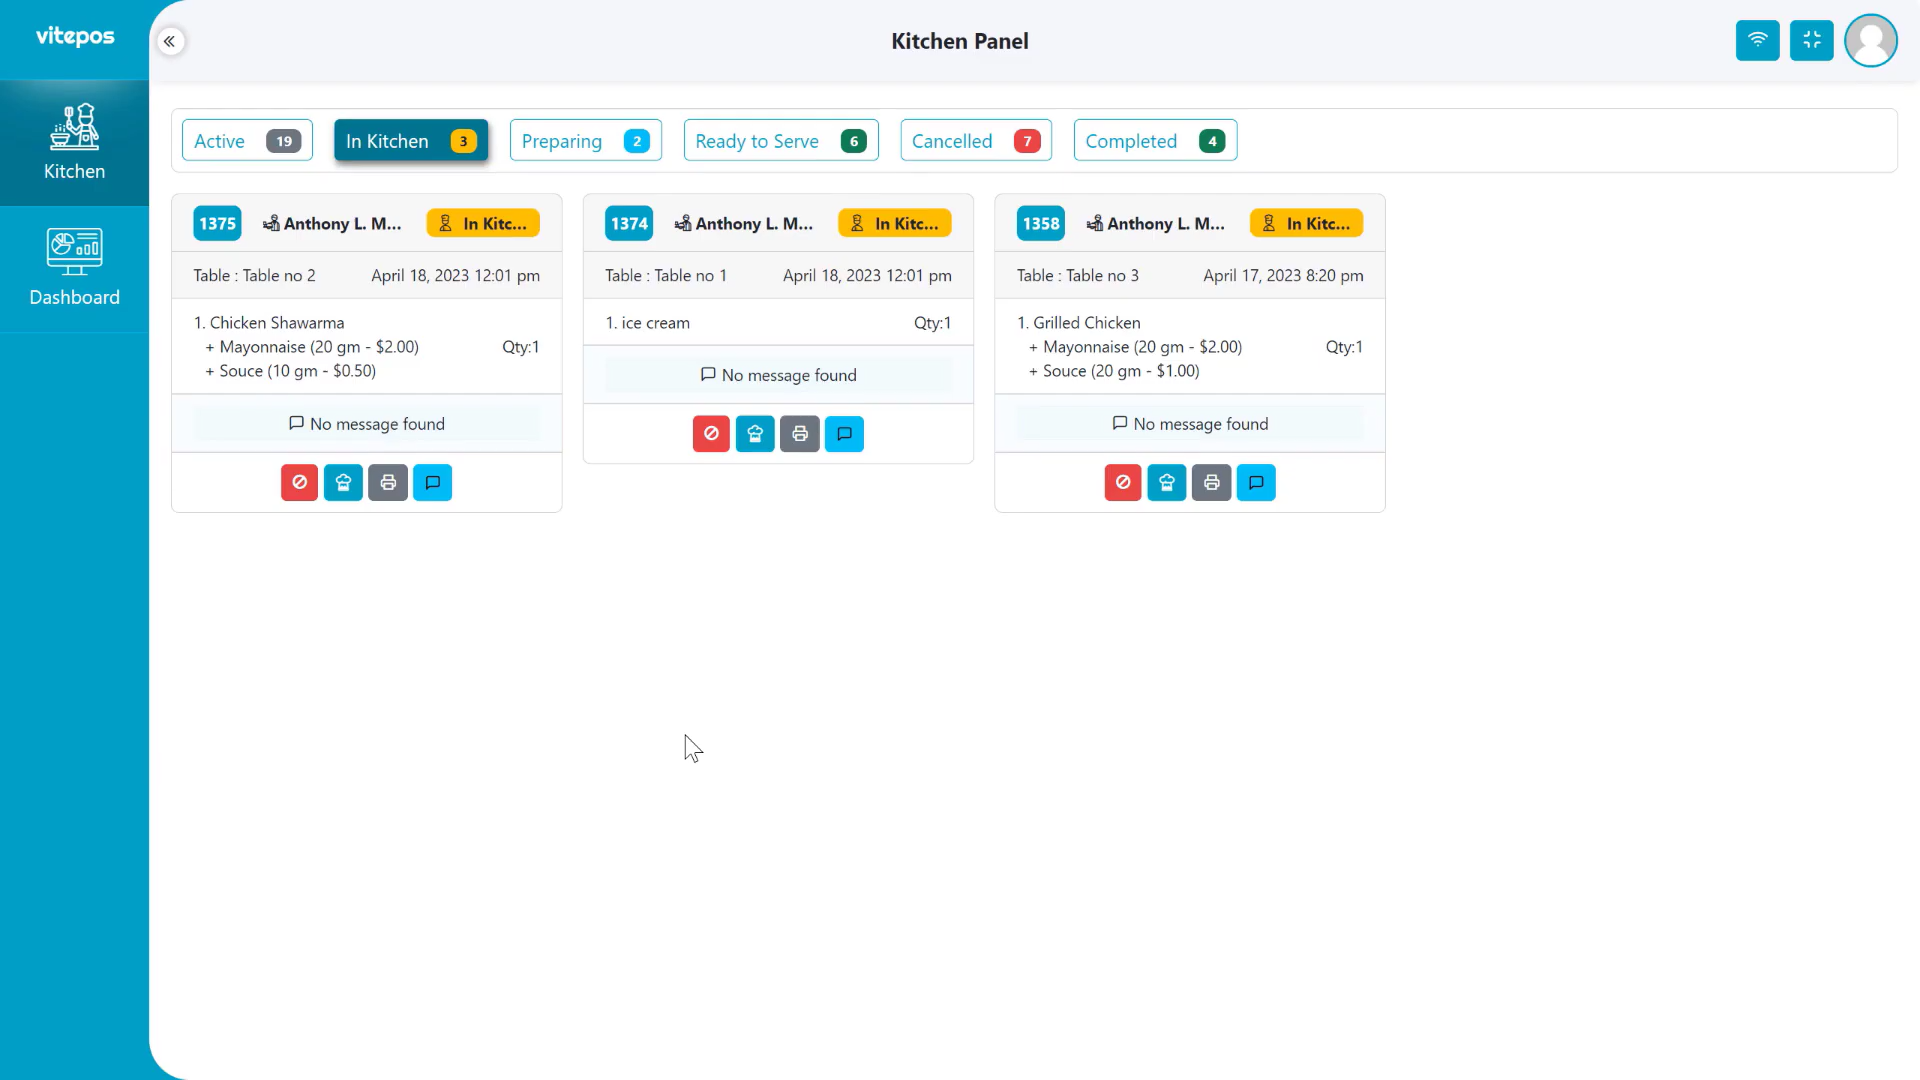 vitepos
Kitchen Panel
Kitchen
Dashboard
Active 19
In Kitchen 3
Preparing 2
Ready to Serve 6
Cancelled 7
Completed 4
1375 Anthony L. M... In Kitc...
Table : Table no 2 April 18, 2023 12:01 pm
1. Chicken Shawarma
+ Mayonnaise (20 gm - $2.00) Qty:1
+ Souce (10 gm - $0.50)
No message found
1374 Anthony L. M... In Kitc...
Table : Table no 1 April 18, 2023 12:01 pm
1. ice cream Qty:1
No message found
1358 Anthony L. M... In Kitc...
Table : Table no 3 April 17, 2023 8:20 pm
1. Grilled Chicken
+ Mayonnaise (20 gm - $2.00) Qty:1
+ Souce (20 gm - $1.00)
No message found